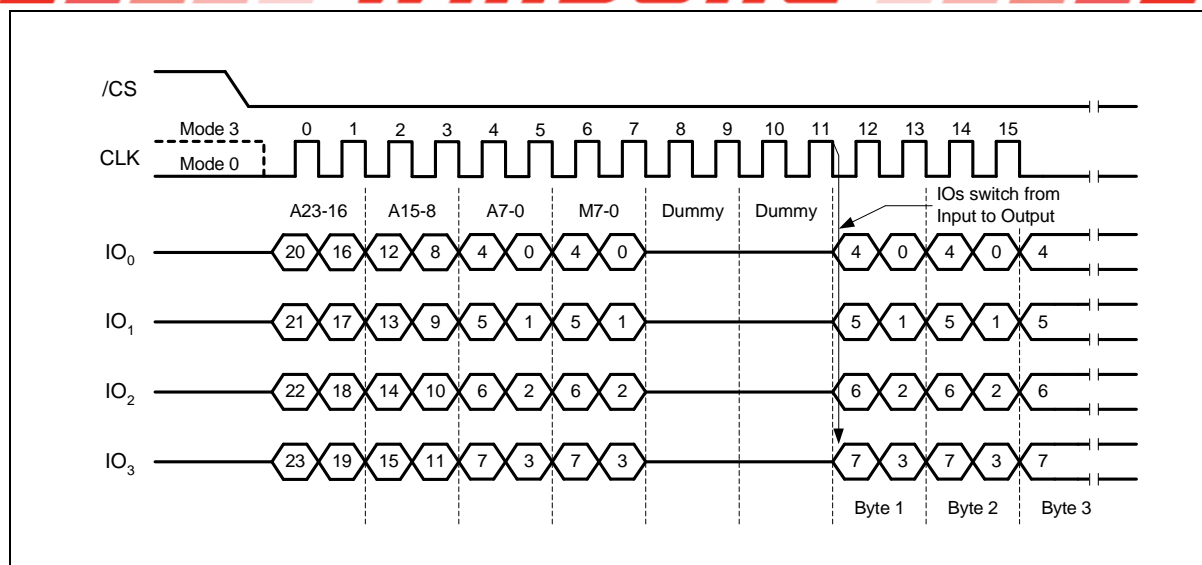 /CS
Mode 3
0 1 2 3 4 5 6 7 8 9 10 11 12 13 14 15
CLK
Mode 0
IOs switch from
Input to Output
A23-16 A15-8 A7-0 M7-0 Dummy Dummy
IO0 20 16 12 8 4 0 4 0 4 0 4 0 4
IO1 21 17 13 9 5 1 5 1 5 1 5 1 5
IO2 22 18 14 10 6 2 6 2 6 2 6 2 6
IO3 23 19 15 11 7 3 7 3 7 3 7 3 7
Byte 1 Byte 2 Byte 3